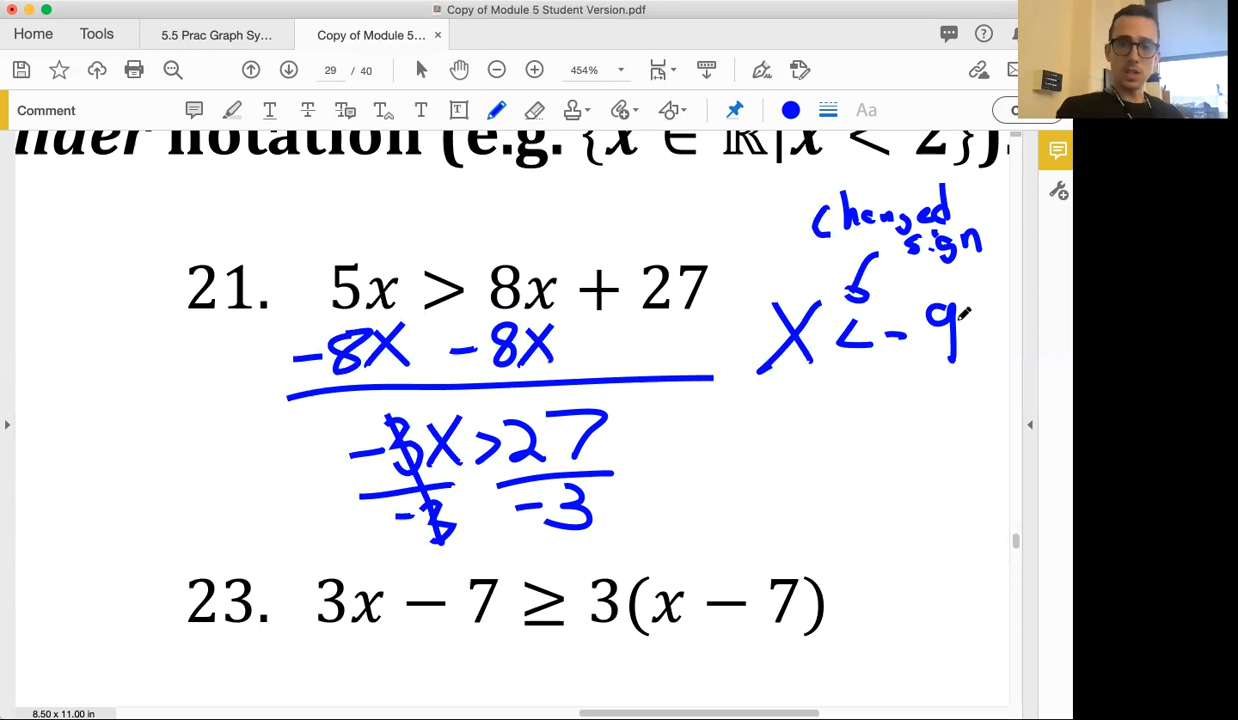 Copy of Module 5 Student Version.pdf
Home Tools 5.5 Prac Graph Sy... Copy of Module 5... ×
29 / 40 454%
Comment T T T T Aa
notation (e.g. {x ∈ ℝ|x < 2}).
changed
sign
21. 5x > 8x + 27
X < - 9
-8X -8X
-3X > 27
-3 -3
23. 3x − 7 ≥ 3(x − 7)
8.50 x 11.00 in